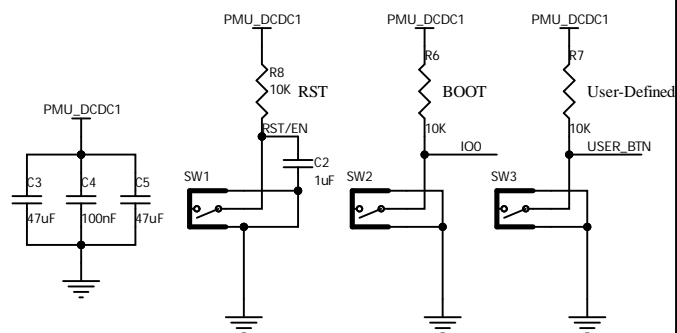 PMU_DCDC1
PMU_DCDC1
PMU_DCDC1
R8
10K
RST
R6
BOOT
10K
R7
User-Defined
10K
PMU_DCDC1
RST/EN
IO0
USER_BTN
C2
1uF
SW1
SW2
SW3
C3
47uF
C4
100nF
C5
47uF